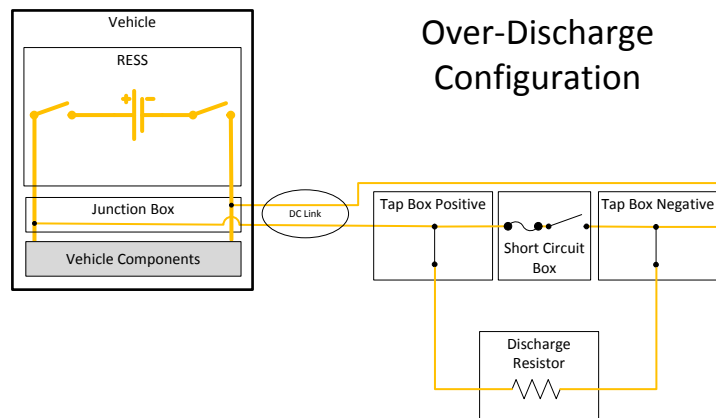 Vehicle
Over-Discharge
Configuration
RESS
+ -
Junction Box
DC Link
Tap Box Positive
Tap Box Negative
Short Circuit
Box
Vehicle Components
Discharge
Resistor